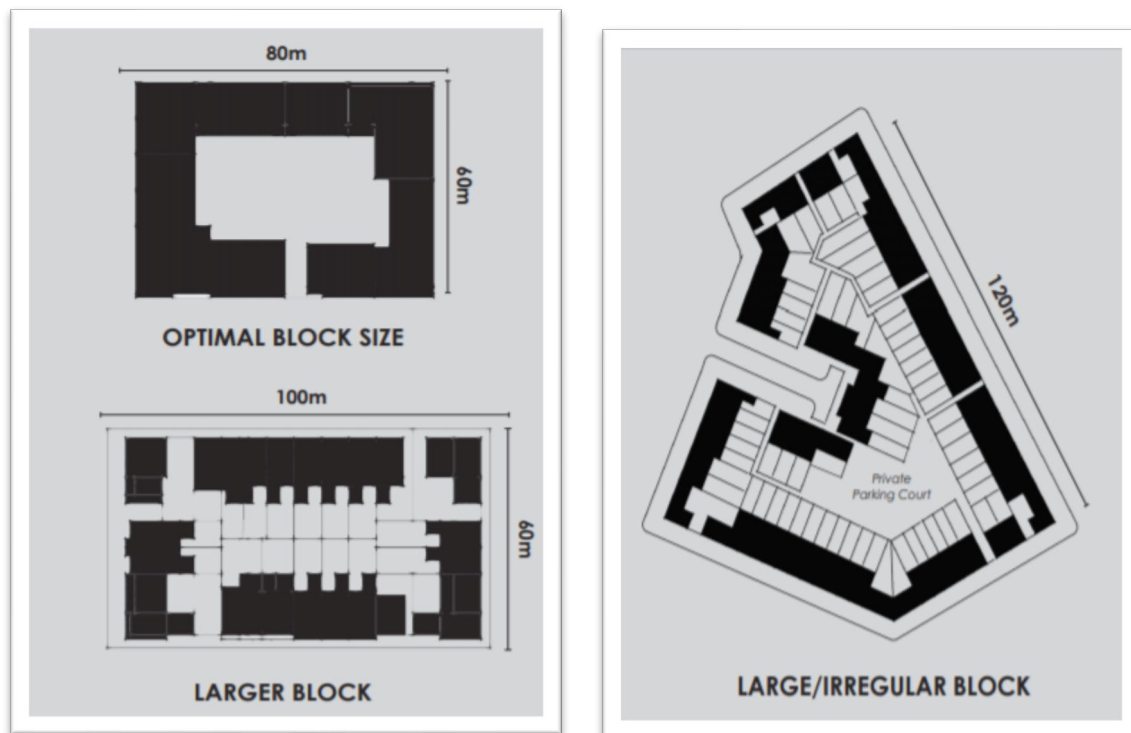 80m
60m
OPTIMAL BLOCK SIZE
100m
60m
LARGER BLOCK
120m
Private
Parking Court
LARGE/IRREGULAR BLOCK